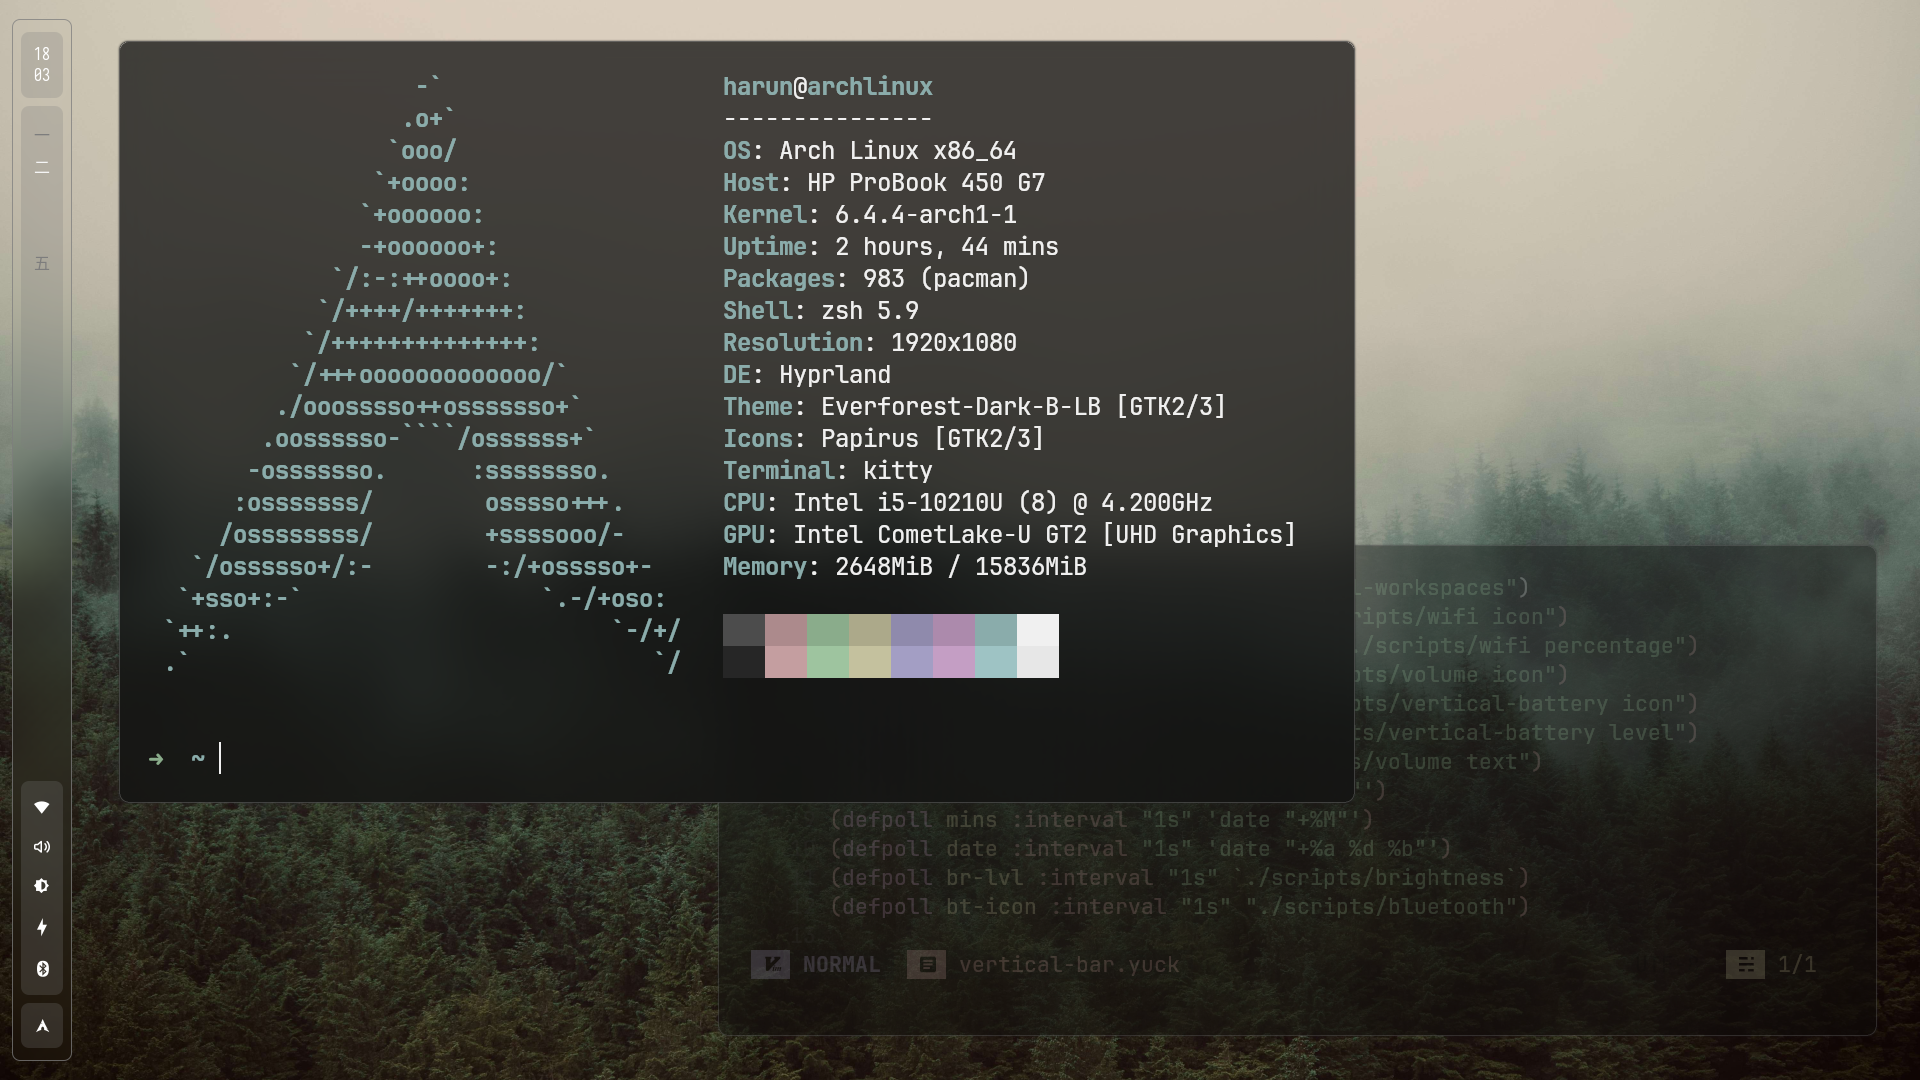 18
03
一
二
五
harun@archlinux
---------------
OS: Arch Linux x86_64
Host: HP ProBook 450 G7
Kernel: 6.4.4-arch1-1
Uptime: 2 hours, 44 mins
Packages: 983 (pacman)
Shell: zsh 5.9
Resolution: 1920x1080
DE: Hyprland
Theme: Everforest-Dark-B-LB [GTK2/3]
Icons: Papirus [GTK2/3]
Terminal: kitty
CPU: Intel i5-10210U (8) @ 4.200GHz
GPU: Intel CometLake-U GT2 [UHD Graphics]
Memory: 2648MiB / 15836MiB
➜ ~
-workspaces")
ipts/wifi icon")
./scripts/wifi percentage")
pts/volume icon")
pts/vertical-battery icon")
ts/vertical-battery level")
s/volume text")
"')
(defpoll mins :interval "1s" 'date "+%M"')
(defpoll date :interval "1s" 'date "+%a %d %b"')
(defpoll br-lvl :interval "1s" `./scripts/brightness`)
(defpoll bt-icon :interval "1s" "./scripts/bluetooth")
NORMAL vertical-bar.yuck 1/1